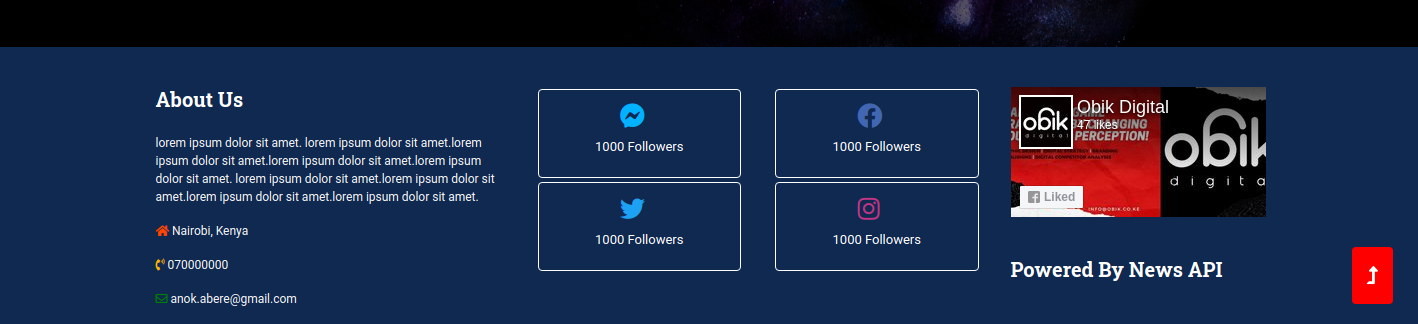 About Us
lorem ipsum dolor sit amet. lorem ipsum dolor sit amet.lorem
ipsum dolor sit amet.lorem ipsum dolor sit amet.lorem ipsum
dolor sit amet. lorem ipsum dolor sit amet.lorem ipsum dolor sit
amet.lorem ipsum dolor sit amet.lorem ipsum dolor sit amet.
Nairobi, Kenya
070000000
anok.abere@gmail.com
1000 Followers
1000 Followers
1000 Followers
1000 Followers
Obik Digital
47 likes
obik
digital
PERCEPTION!
Liked
INFO@OBIK.CO.KE
obik
digita
Powered By News API